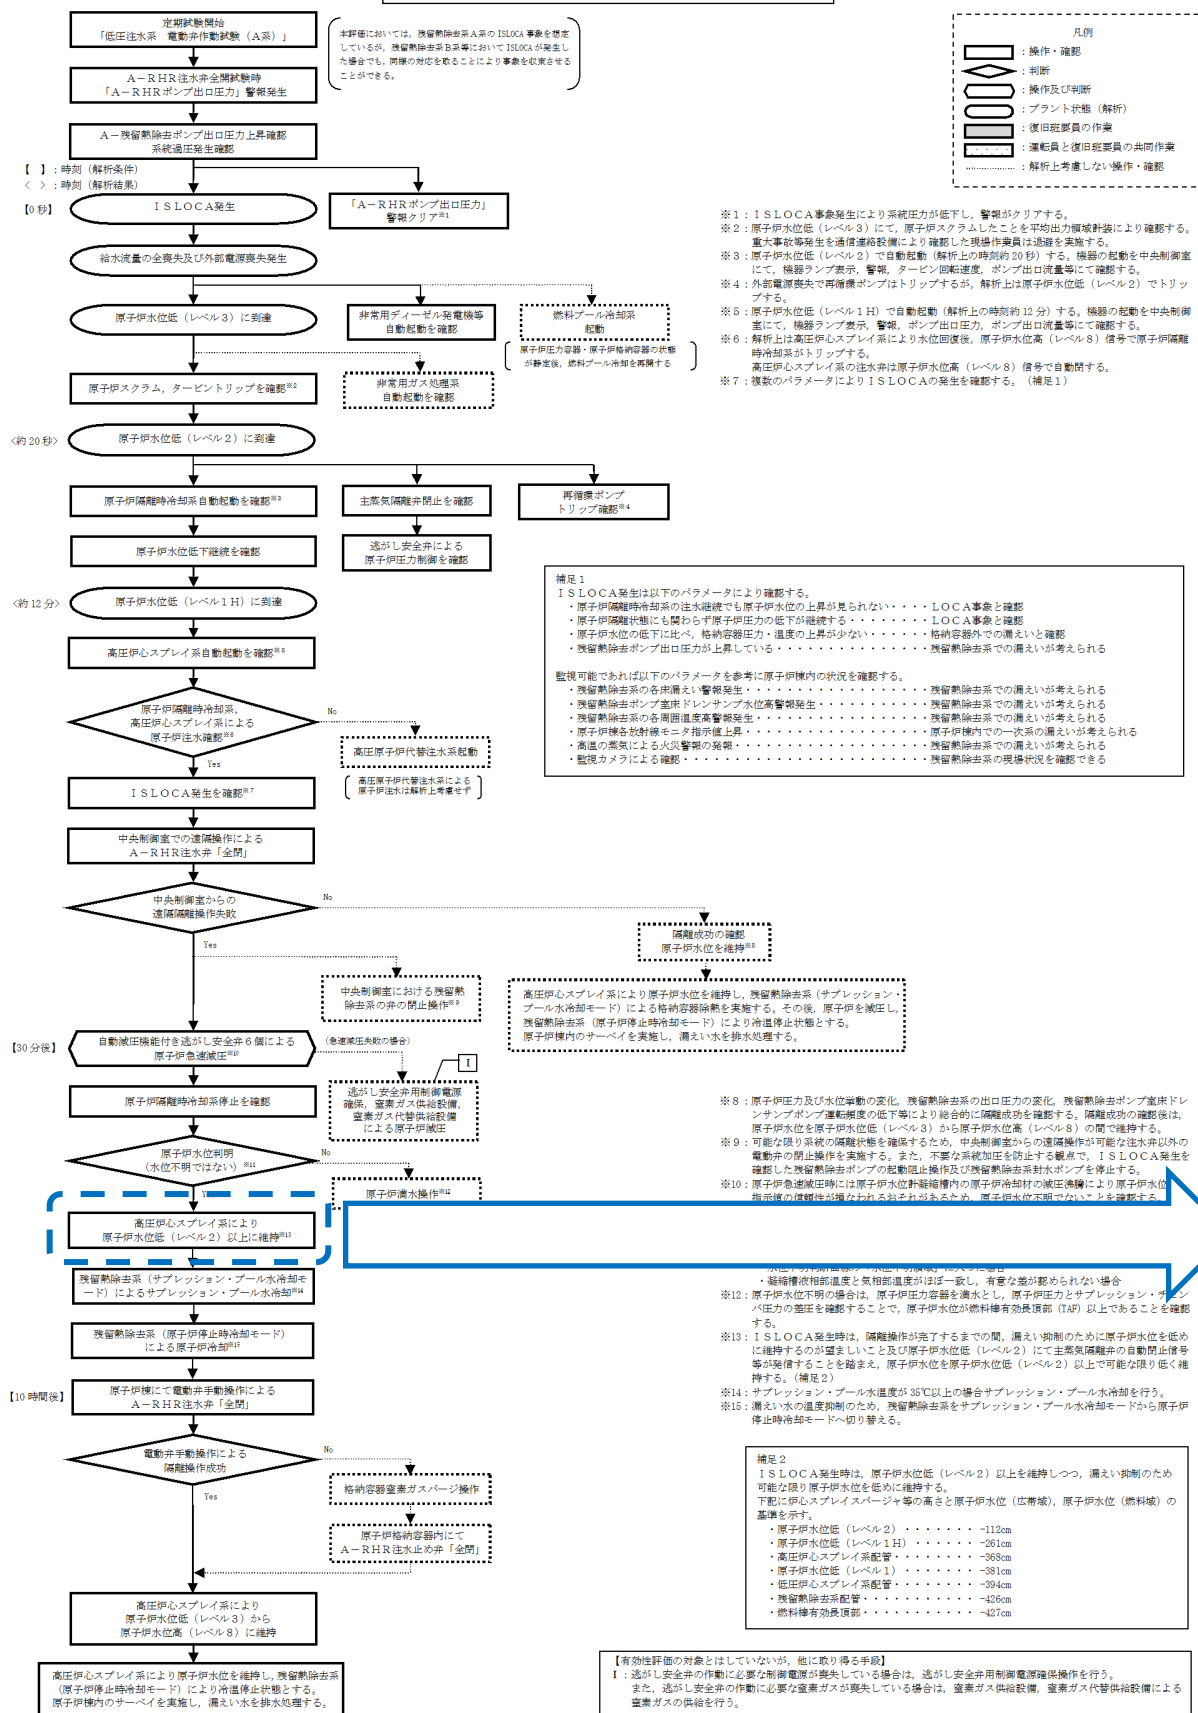 定期試験開始
「低圧注水系　電動弁作動試験（A系）」
A－RHR注水弁全開試験時
「A－RHRポンプ出口圧力」警報発生
A－残留熱除去ポンプ出口圧力上昇確認
系統過圧発生確認
本評価においては，残留熱除去系A系のISLOCA事象を想定
しているが，残留熱除去系B系等においてISLOCAが発生し
た場合でも，同様の対応を取ることにより事象を収束させる
ことができる。
凡例
：操作・確認
：判断
：操作及び判断
：プラント状態（解析）
：復旧班要員の作業
：運転員と復旧班要員の共同作業
：解析上考慮しない操作・確認
【　】：時刻（解析条件）
＜　＞：時刻（解析結果）
【0秒】
ISLOCA発生
「A－RHRポンプ出口圧力」
警報クリア※1
給水流量の全喪失及び外部電源喪失発生
原子炉水位低（レベル３）に到達
非常用ディーゼル発電機等
自動起動を確認
燃料プール冷却系
起動
原子炉圧力容器・原子炉格納容器の状態
が静定後，燃料プール冷却を再開する
原子炉スクラム，タービントリップを確認※2
非常用ガス処理系
自動起動を確認
<約20秒>
原子炉水位低（レベル２）に到達
原子炉隔離時冷却系自動起動を確認※3
主蒸気隔離弁閉止を確認
再循環ポンプ
トリップ確認※4
原子炉水位低下継続を確認
逃がし安全弁による
原子炉圧力制御を確認
<約12分>
原子炉水位低（レベル１H）に到達
高圧炉心スプレイ系自動起動を確認※5
原子炉隔離時冷却系，
高圧炉心スプレイ系による
原子炉注水確認※6
No
Yes
高圧原子炉代替注水系起動
高圧原子炉代替注水系による
原子炉注水は解析上考慮せず
ISLOCA発生を確認※7
中央制御室での遠隔操作による
A－RHR注水弁「全閉」
中央制御室からの
遠隔隔離操作失敗
No
Yes
隔離成功の確認
原子炉水位を維持※8
中央制御室における残留熱
除去系の弁の閉止操作※9
高圧炉心スプレイ系により原子炉水位を維持し，残留熱除去系（サプレッション・
プール水冷却モード）による格納容器除熱を実施する。その後，原子炉を減圧し，
残留熱除去系（原子炉停止時冷却モード）により冷温停止状態とする。
原子炉棟内のサーベイを実施し，漏えい水を排水処理する。
【30分後】
自動減圧機能付き逃がし安全弁６個による
原子炉急速減圧※10
（急速減圧失敗の場合）
I
逃がし安全弁用制御電源
確保，窒素ガス供給設備，
窒素ガス代替供給設備
による原子炉減圧
原子炉隔離時冷却系停止を確認
原子炉水位判明
（水位不明ではない）※11
No
原子炉満水操作※12
高圧炉心スプレイ系により
原子炉水位低（レベル２）以上に維持※13
残留熱除去系（サプレッション・プール水冷却モ
ード）によるサプレッション・プール水冷却※14
残留熱除去系（原子炉停止時冷却モード）
による原子炉冷却※15
【10時間後】
原子炉棟にて電動弁手動操作による
A－RHR注水弁「全閉」
電動弁手動操作による
隔離操作成功
No
Yes
格納容器窒素ガスパージ操作
原子炉格納容器内にて
A－RHR注水止め弁「全閉」
高圧炉心スプレイ系により
原子炉水位低（レベル３）から
原子炉水位高（レベル８）に維持
高圧炉心スプレイ系により原子炉水位を維持し，残留熱除去系
（原子炉停止時冷却モード）により冷温停止状態とする。
原子炉棟内のサーベイを実施し，漏えい水を排水処理する。
※１：ISLOCA事象発生により系統圧力が低下し，警報がクリアする。
※２：原子炉水位低（レベル３）にて，原子炉スクラムしたことを平均出力領域計装により確認する。
重大事故等発生を通信連絡設備により確認した現場作業員は退避を実施する。
※３：原子炉水位低（レベル２）で自動起動（解析上の時刻約20秒）する。機器の起動を中央制御室
にて，機器ランプ表示，警報，タービン回転速度，ポンプ出口流量等にて確認する。
※４：外部電源喪失で再循環ポンプはトリップするが，解析上は原子炉水位低（レベル２）でトリッ
プする。
※５：原子炉水位低（レベル１H）で自動起動（解析上の時刻約12分）する。機器の起動を中央制御
室にて，機器ランプ表示，警報，ポンプ出口圧力，ポンプ出口流量等にて確認する。
※６：解析上は高圧炉心スプレイ系により水位回復後，原子炉水位高（レベル８）信号で原子炉隔離
時冷却系がトリップする。
高圧炉心スプレイ系の注水弁は原子炉水位高（レベル８）信号で自動閉する。
※７：複数のパラメータによりISLOCAの発生を確認する。（補足１）
補足１
ISLOCA発生は以下のパラメータにより確認する。
・原子炉隔離時冷却系の注水継続でも原子炉水位の上昇が見られない・・・・LOCA事象と確認
・原子炉隔離状態にも関わらず原子炉圧力の低下が継続する・・・・・・・・LOCA事象と確認
・原子炉水位の低下に比べ，格納容器圧力・温度の上昇が少ない・・・・・・・格納容器外での漏えいと確認
・残留熱除去ポンプ出口圧力が上昇している・・・・・・・・・・・・・・・残留熱除去系での漏えいが考えられる
監視可能であれば以下のパラメータを参考に原子炉棟内の状況を確認する。
・残留熱除去系の各床漏えい警報発生・・・・・・・・・・・・・・・・・・残留熱除去系での漏えいが考えられる
・残留熱除去ポンプ室床ドレンサンプ水位高警報発生・・・・・・・・・・・残留熱除去系での漏えいが考えられる
・残留熱除去系の各周囲温度高警報発生・・・・・・・・・・・・・・・・・残留熱除去系での漏えいが考えられる
・原子炉棟各放射線モニタ指示値上昇・・・・・・・・・・・・・・・・・・原子炉棟内での一次系の漏えいが考えられる
・高温の蒸気による火災警報の発報・・・・・・・・・・・・・・・・・・・残留熱除去系での漏えいが考えられる
・監視カメラによる確認・・・・・・・・・・・・・・・・・・・・・・・・残留熱除去系の現場状況を確認できる
※８：原子炉圧力及び水位挙動の変化，残留熱除去系の出口圧力の変化，残留熱除去ポンプ室床ドレ
ンサンプポンプ運転頻度の低下等により総合的に隔離成功を確認する。隔離成功の確認後は，
原子炉水位を原子炉水位低（レベル３）から原子炉水位高（レベル８）の間で維持する。
※９：可能な限り系統の隔離状態を確保するため，中央制御室からの遠隔操作が可能な注水弁以外の
電動弁の閉止操作を実施する。また，不要な系統加圧を防止する観点で，ISLOCA発生を
確認した残留熱除去ポンプの起動阻止操作及び残留熱除去系封水ポンプを停止する。
※10：原子炉急速減圧時には原子炉水位計凝縮槽内の原子炉冷却材の減圧沸騰により原子炉水位
指示値の信頼性が損なわれるおそれがあるため，原子炉水位不明でないことを確認する。
・凝縮槽液相部温度と気相部温度がほぼ一致し，有意な差が認められない場合
※12：原子炉水位不明の場合は，原子炉圧力容器を満水とし，原子炉圧力とサプレッション・チェン
バ圧力の差圧を確認することで，原子炉水位が燃料棒有効長頂部（TAF）以上であることを確認
する。
※13：ISLOCA発生時は，隔離操作が完了するまでの間，漏えい抑制のために原子炉水位を低め
に維持するのが望ましいこと及び原子炉水位低（レベル２）にて主蒸気隔離弁の自動閉止信号
等が発信することを踏まえ，原子炉水位を原子炉水位低（レベル２）以上で可能な限り低く維
持する。（補足２）
※14：サプレッション・プール水温度が35℃以上の場合サプレッション・プール水冷却を行う。
※15：漏えい水の温度抑制のため，残留熱除去系をサプレッション・プール水冷却モードから原子炉
停止時冷却モードへ切り替える。
補足２
ISLOCA発生時は，原子炉水位低（レベル２）以上を維持しつつ，漏えい抑制のため
可能な限り原子炉水位を低めに維持する。
下記に炉心スプレイスパージャ等の高さと原子炉水位（広帯域），原子炉水位（燃料域）の
基準を示す。
・原子炉水位低（レベル２）・・・・・・・ -112cm
・原子炉水位低（レベル１H）・・・・・・ -261cm
・高圧炉心スプレイ系配管・・・・・・・・ -368cm
・原子炉水位低（レベル１）・・・・・・・ -381cm
・低圧炉心スプレイ系配管・・・・・・・・ -394cm
・残留熱除去系配管・・・・・・・・・・・ -426cm
・燃料棒有効長頂部・・・・・・・・・・・ -427cm
【有効性評価の対象とはしていないが，他に取り得る手段】
I：逃がし安全弁の作動に必要な制御電源が喪失している場合は，逃がし安全弁用制御電源確保操作を行う。
また，逃がし安全弁の作動に必要な窒素ガスが喪失している場合は，窒素ガス供給設備，窒素ガス代替供給設備による
窒素ガスの供給を行う。